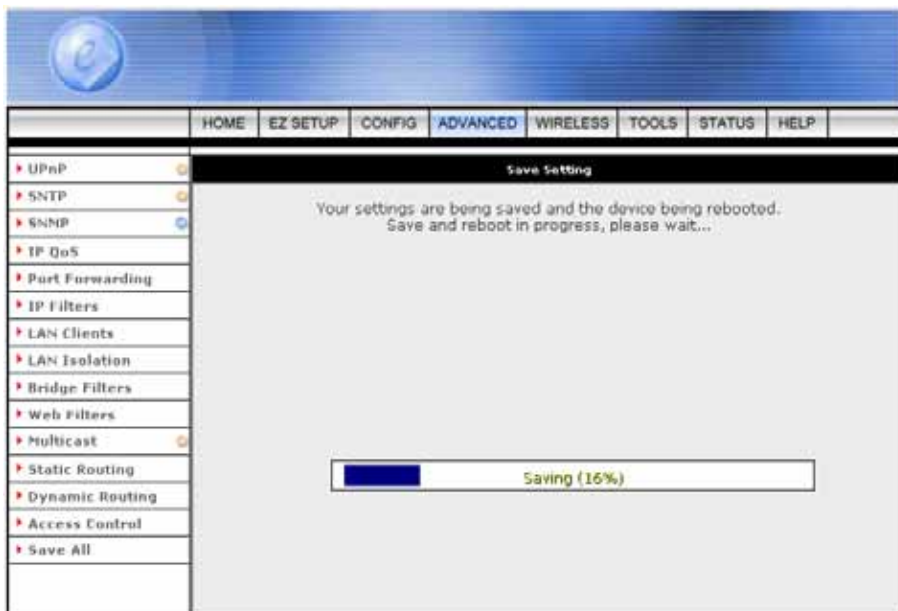 HOME EZ SETUP CONFIG ADVANCED WIRELESS TOOLS STATUS HELP
UPnP
SNTP
SNNP
IP QoS
Port Forwarding
IP Filters
LAN Clients
LAN Isolation
Bridge Filters
Web Filters
Multicast
Static Routing
Dynamic Routing
Access Control
Save All
Save Setting
Your settings are being saved and the device being rebooted.
Save and reboot in progress, please wait...
Saving (16%)